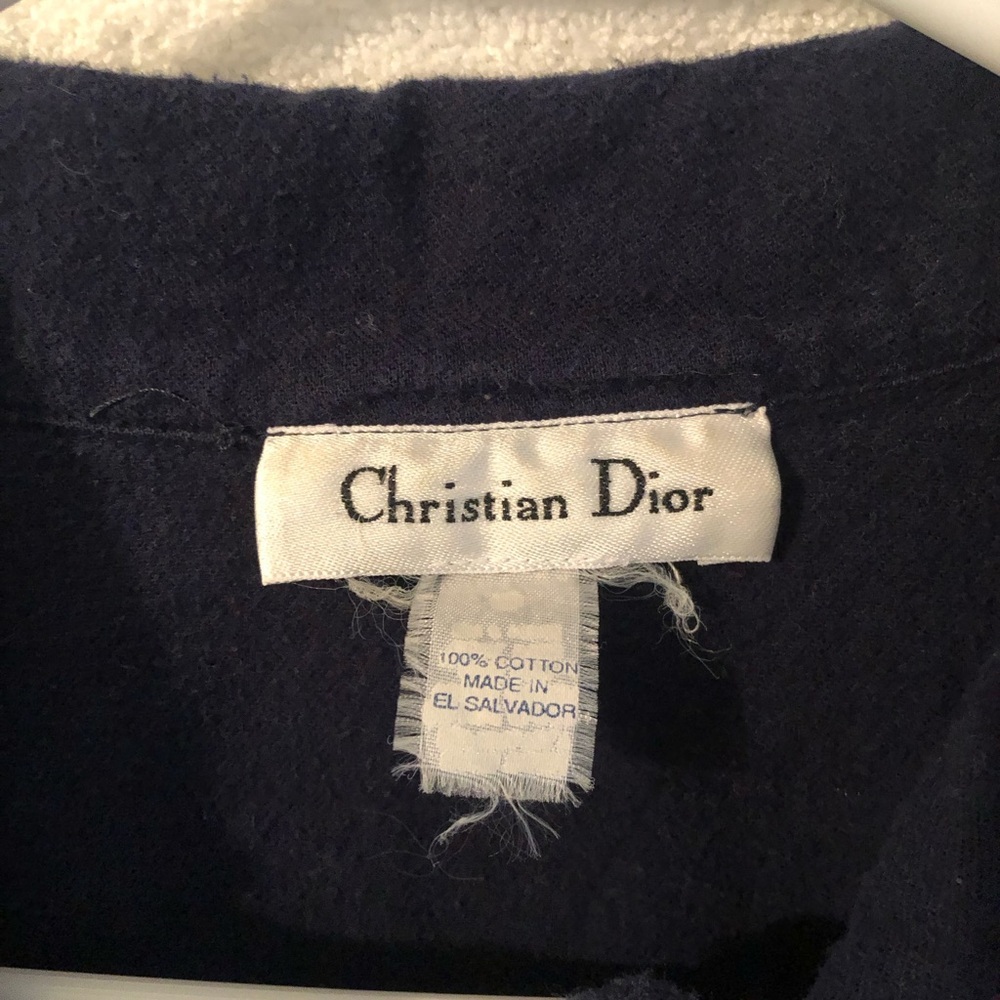 Christian Dior
100% COTTON
MADE IN
EL SALVADOR